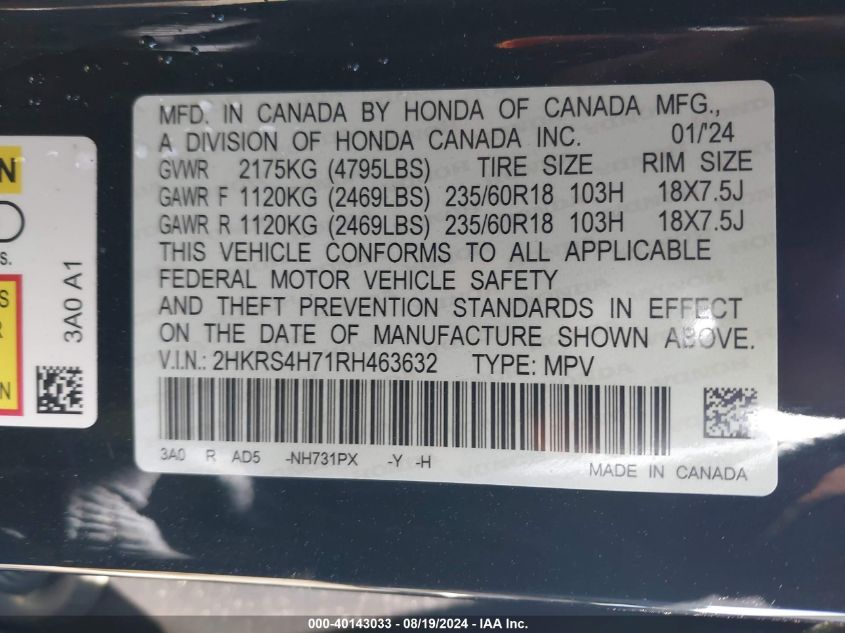 N
S.
S
R
N
3A0 A1
MFD. IN CANADA BY HONDA OF CANADA MFG.,
A DIVISION OF HONDA CANADA INC. 01/'24
GVWR 2175KG (4795LBS) TIRE SIZE RIM SIZE
GAWR F 1120KG (2469LBS) 235/60R18 103H 18X7.5J
GAWR R 1120KG (2469LBS) 235/60R18 103H 18X7.5J
THIS VEHICLE CONFORMS TO ALL APPLICABLE
FEDERAL MOTOR VEHICLE SAFETY
AND THEFT PREVENTION STANDARDS IN EFFECT
ON THE DATE OF MANUFACTURE SHOWN ABOVE.
V.I.N.: 2HKRS4H71RH463632 TYPE: MPV
3A0 R AD5 -NH731PX -Y -H
MADE IN CANADA
000-40143033 - 08/19/2024 - IAA Inc.